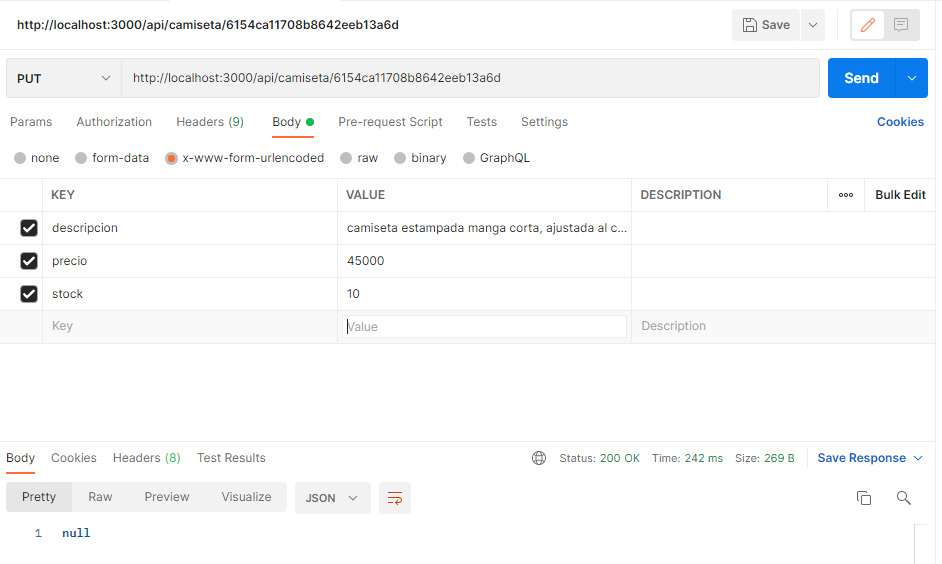 http://localhost:3000/api/camiseta/6154ca11708b8642eeb13a6d Save
PUT http://localhost:3000/api/camiseta/6154ca11708b8642eeb13a6d Send
Params Authorization Headers (9) Body Pre-request Script Tests Settings Cookies
none form-data x-www-form-urlencoded raw binary GraphQL
KEY VALUE DESCRIPTION ooo Bulk Edit
descripcion camiseta estampada manga corta, ajustada al c...
precio 45000
stock 10
Key Value Description
Body Cookies Headers (8) Test Results Status: 200 OK Time: 242 ms Size: 269 B Save Response
Pretty Raw Preview Visualize JSON
1 null